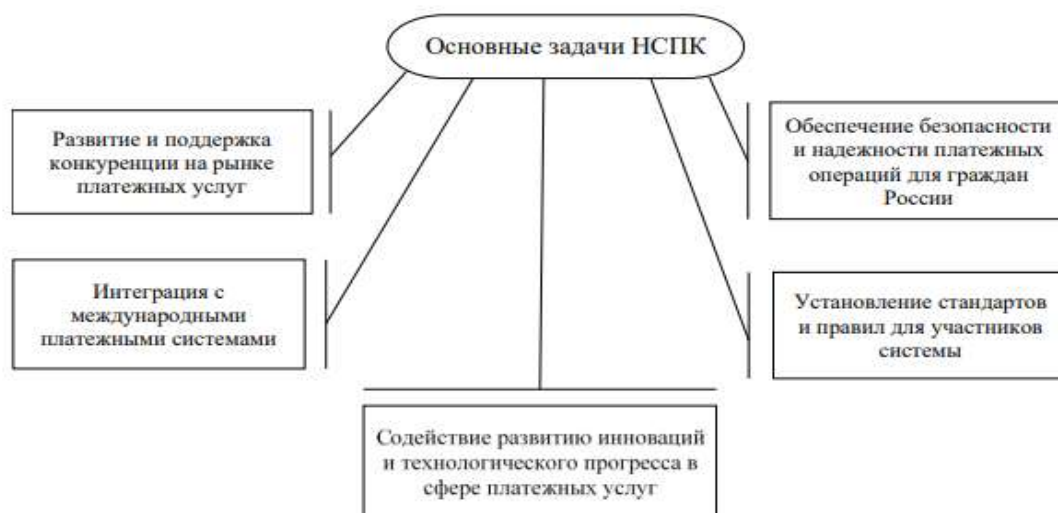 Основные задачи НСПК
Развитие и поддержка
конкуренции на рынке
платежных услуг
Обеспечение безопасности
и надежности платежных
операций для граждан
России
Интеграция с
международными
платежными системами
Установление стандартов
и правил для участников
системы
Содействие развитию инноваций
и технологического прогресса в
сфере платежных услуг